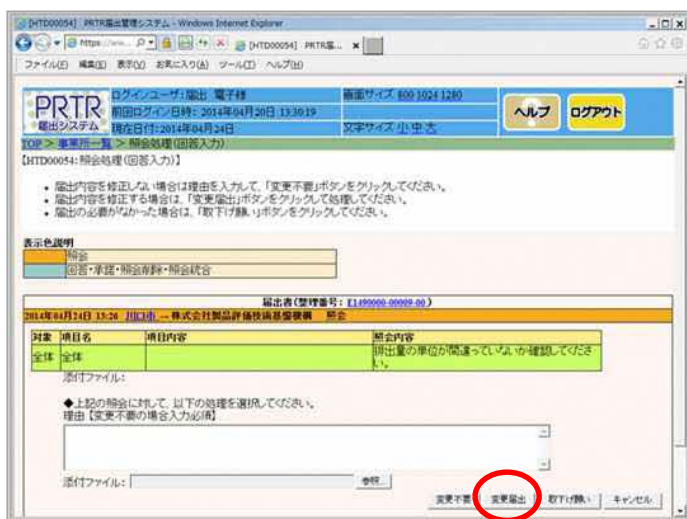 [HTD00054] PRTR届出管理システム - Windows Internet Explorer
https://ww... [HTD00054] PRTR届...
ファイル(F) 編集(E) 表示(V) お気に入り(A) ツール(T) ヘルプ(H)
PRTR
届出システム
ログインユーザ:届出 電子様
前回ログイン日時: 2014年04月20日 13:30:19
現在日付:2014年04月24日
画面サイズ 800 1024 1280
文字サイズ 小 中 大
ヘルプ
ログアウト
TOP > 事業所一覧 > 照会処理(回答入力)
【HTD00054:照会処理(回答入力)】
• 届出内容を修正しない場合は理由を入力して、「変更不要」ボタンをクリックしてください。
• 届出内容を修正する場合は、「変更届出」ボタンをクリックして処理してください。
• 届出の必要がなかった場合は、「取下げ願い」ボタンをクリックしてください。
表示色説明
照会
回答・承諾・照会削除・照会統合
届出書(整理番号: E1490000-00009-00 )
2014年04月24日 13:26 川口市 --- 株式会社製品評価技術基盤機構 照会
対象 項目名 項目内容 照会内容
全体 全体 排出量の単位が間違っていないか確認してください。
添付ファイル:
◆上記の照会に対して、以下の処理を選択してください。
理由【変更不要の場合入力必須】
添付ファイル: 参照...
変更不要 変更届出 取下げ願い キャンセル